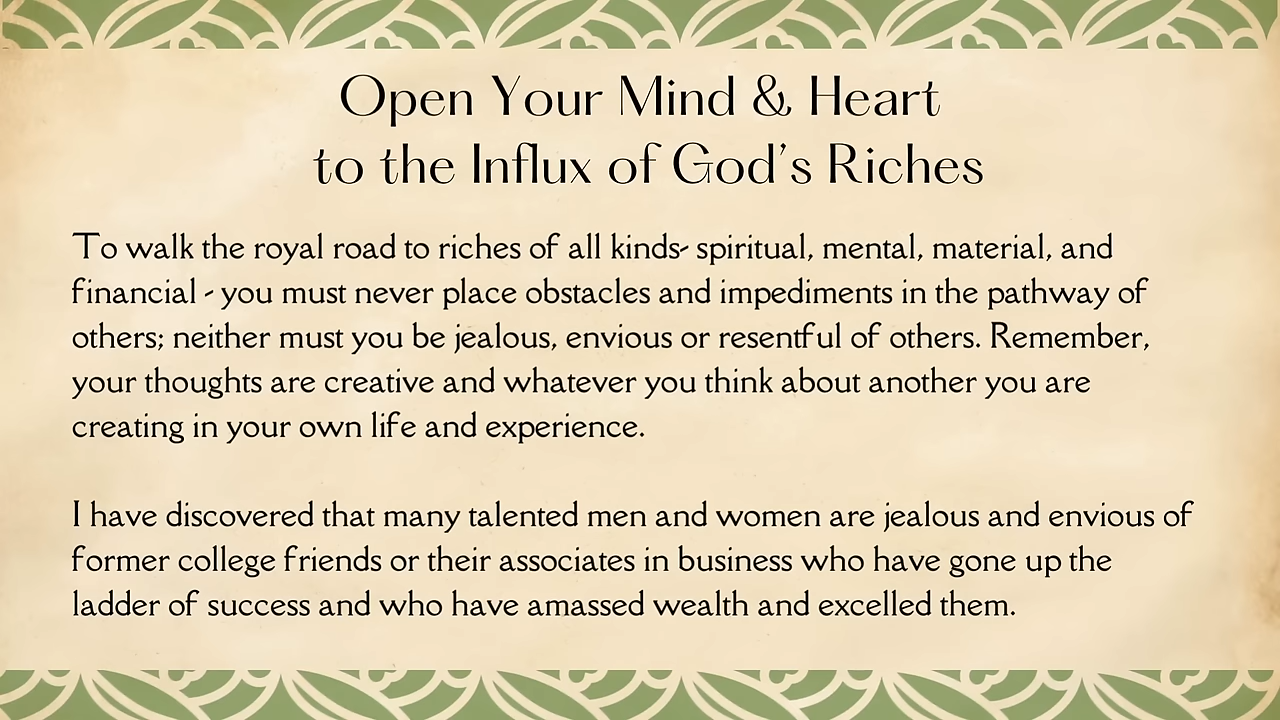 Open Your Mind & Heart
to the Influx of God's Riches
To walk the royal road to riches of all kinds- spiritual, mental, material, and
financial - you must never place obstacles and impediments in the pathway of
others; neither must you be jealous, envious or resentful of others. Remember,
your thoughts are creative and whatever you think about another you are
creating in your own life and experience.
I have discovered that many talented men and women are jealous and envious of
former college friends or their associates in business who have gone up the
ladder of success and who have amassed wealth and excelled them.